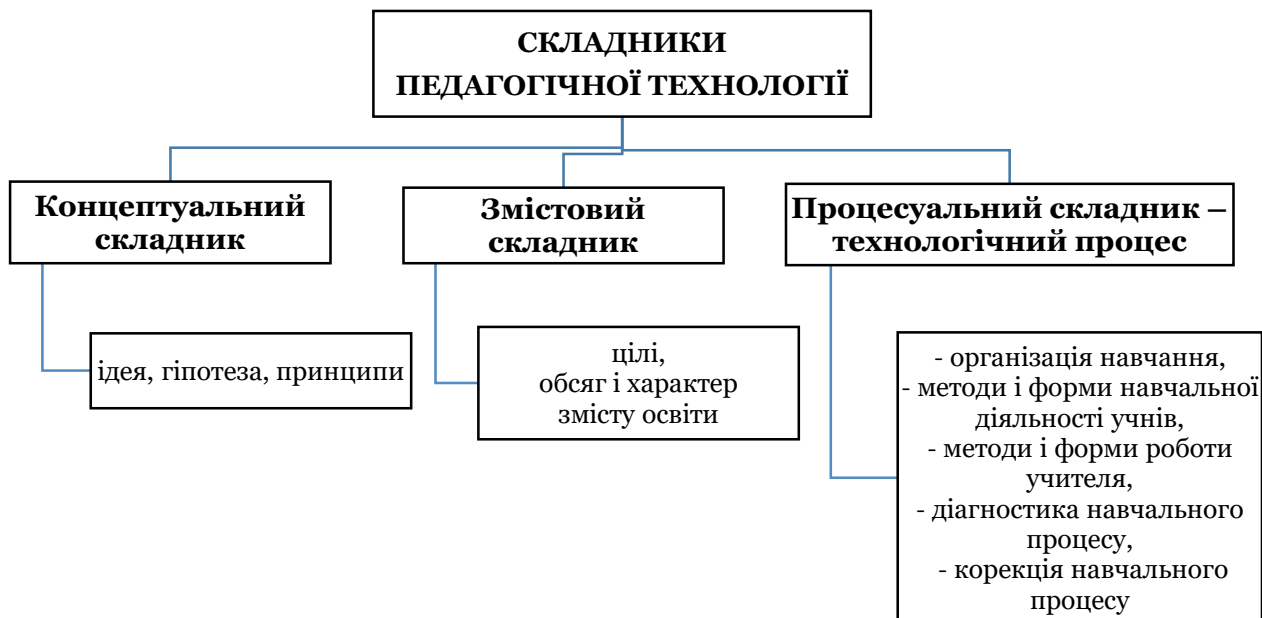 СКЛАДНИКИ
ПЕДАГОГІЧНОЇ ТЕХНОЛОГІЇ
Концептуальний
складник
ідея, гіпотеза, принципи
Змістовий
складник
цілі,
обсяг і характер
змісту освіти
Процесуальний складник –
технологічний процес
- організація навчання,
- методи і форми навчальної
діяльності учнів,
- методи і форми роботи
учителя,
- діагностика навчального
процесу,
- корекція навчального
процесу